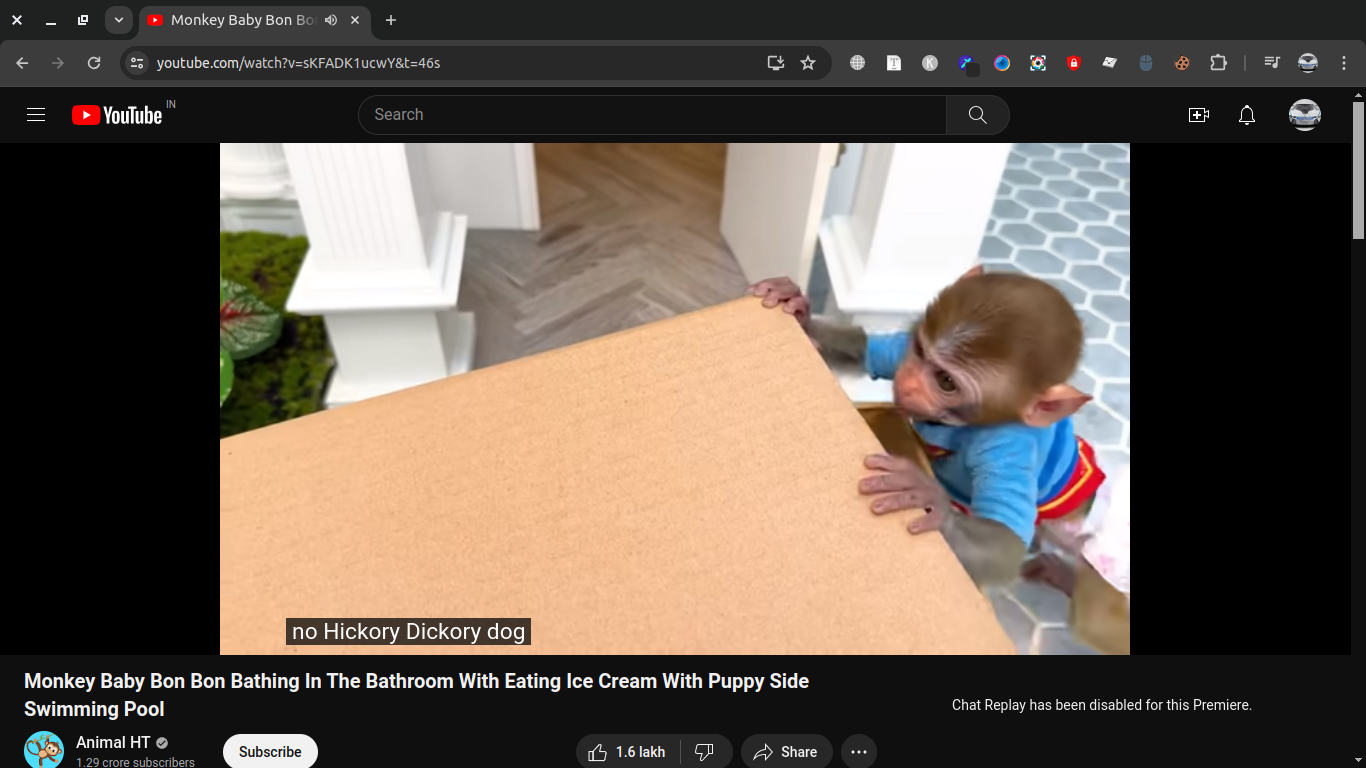 Monkey Baby Bon Bo
youtube.com/watch?v=sKFADK1ucwY&t=46s
YouTube IN
Search
no Hickory Dickory dog
Monkey Baby Bon Bon Bathing In The Bathroom With Eating Ice Cream With Puppy Side
Swimming Pool
Chat Replay has been disabled for this Premiere.
Animal HT
1.29 crore subscribers
Subscribe
1.6 lakh
Share